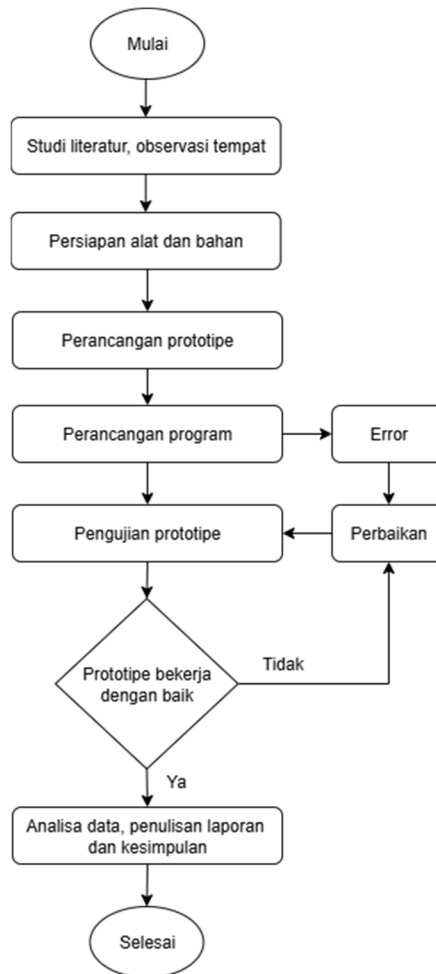 Mulai
Studi literatur, observasi tempat
Persiapan alat dan bahan
Perancangan prototipe
Perancangan program
Error
Pengujian prototipe
Perbaikan
Prototipe bekerja
dengan baik
Tidak
Ya
Analisa data, penulisan laporan
dan kesimpulan
Selesai